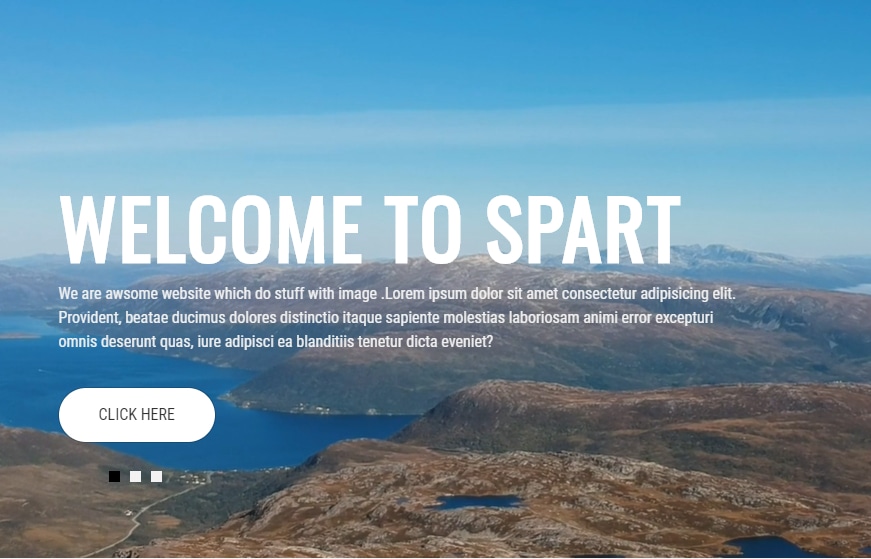 WELCOME TO SPART
We are awsome website which do stuff with image .Lorem ipsum dolor sit amet consectetur adipisicing elit.
Provident, beatae ducimus dolores distinctio itaque sapiente molestias laboriosam animi error excepturi
omnis deserunt quas, iure adipisci ea blanditiis tenetur dicta eveniet?
CLICK HERE